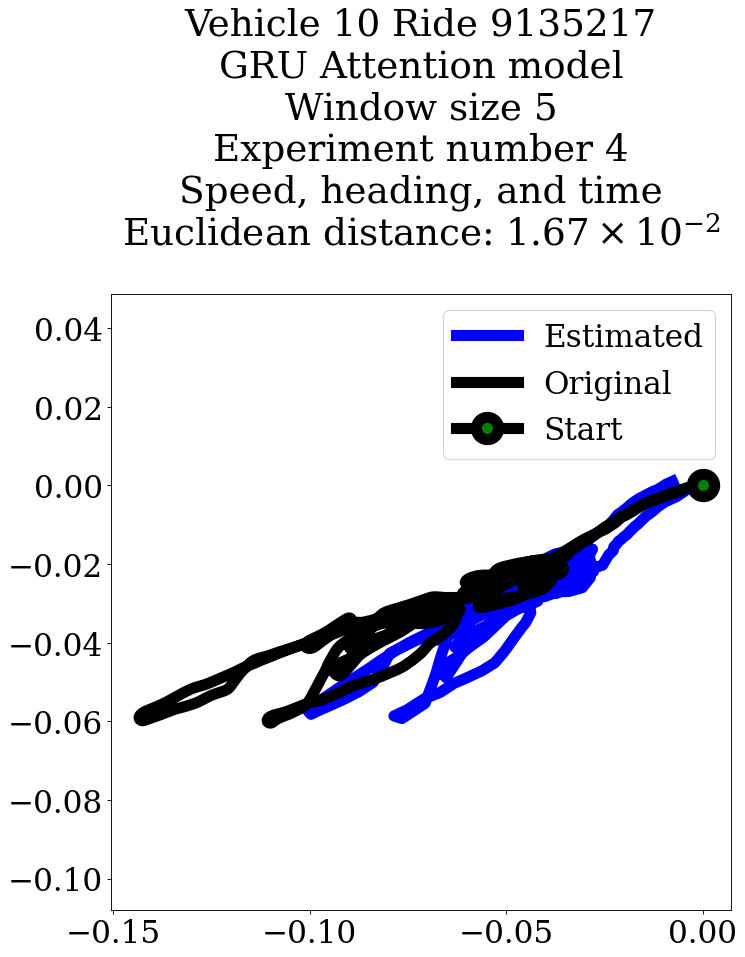 Vehicle 10 Ride 9135217
GRU Attention model
Window size 5
Experiment number 4
Speed, heading, and time
Euclidean distance: 1.67 × 10⁻²
Estimated
Original
Start
0.04
0.02
0.00
−0.02
−0.04
−0.06
−0.08
−0.10
−0.15
−0.10
−0.05
0.00